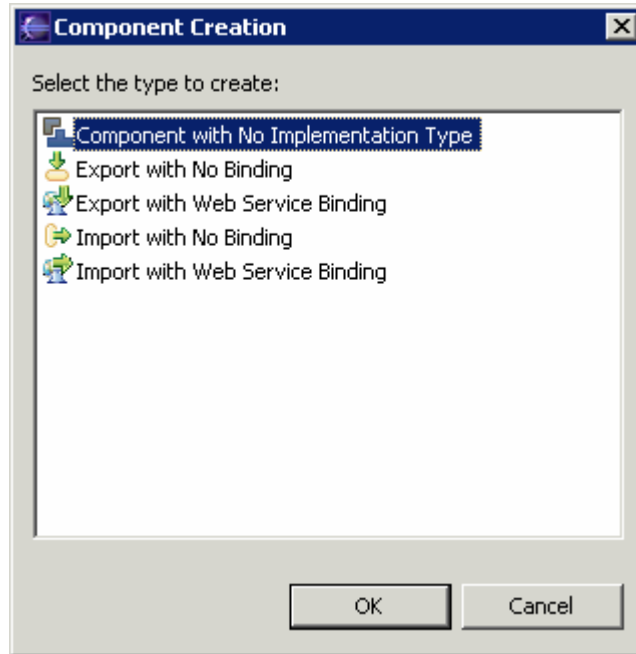 Component Creation
Select the type to create:
Component with No Implementation Type
Export with No Binding
Export with Web Service Binding
Import with No Binding
Import with Web Service Binding
OK
Cancel